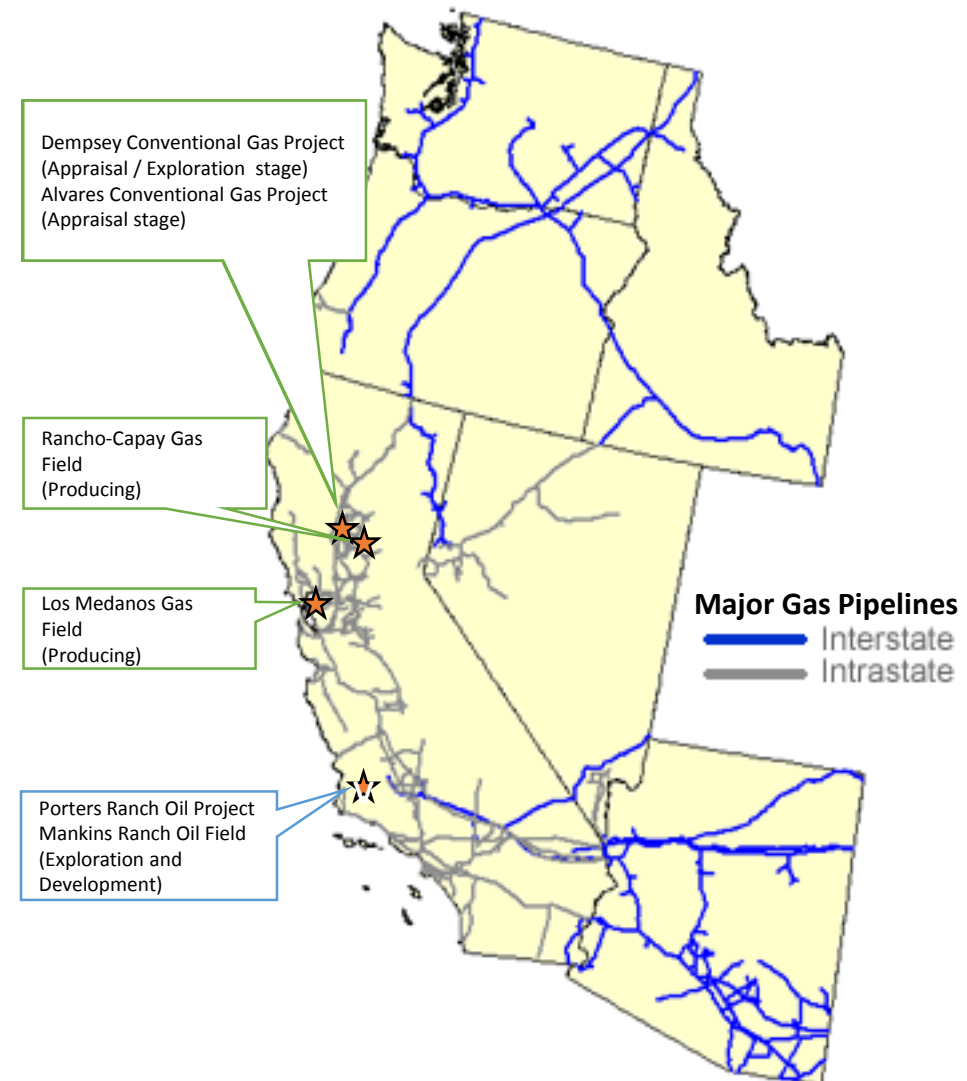 Dempsey Conventional Gas Project
(Appraisal / Exploration stage)
Alvares Conventional Gas Project
(Appraisal stage)
Rancho-Capay Gas
Field
(Producing)
Los Medanos Gas
Field
(Producing)
Major Gas Pipelines
Interstate
Intrastate
Porters Ranch Oil Project
Mankins Ranch Oil Field
(Exploration and
Development)